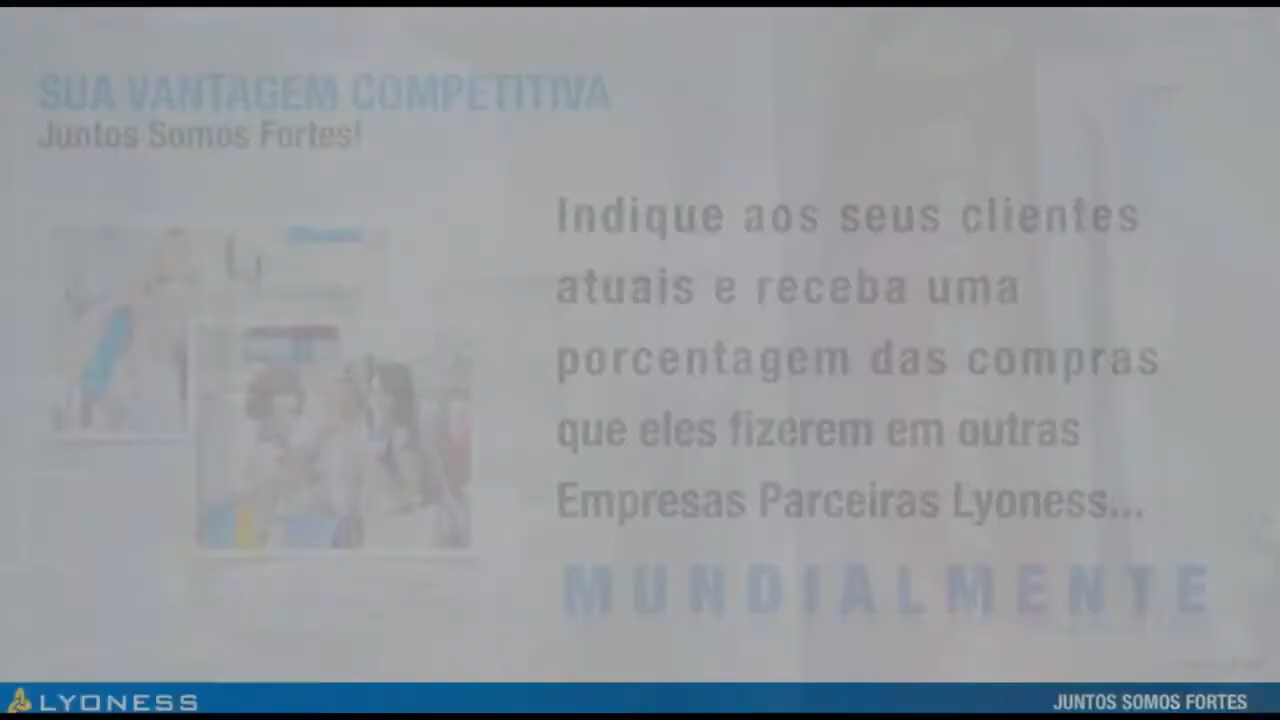 SUA VANTAGEM COMPETITIVA
Juntos Somos Fortes!
Indique aos seus clientes
atuais e receba uma
porcentagem das compras
que eles fizerem em outras
Empresas Parceiras Lyoness...
MUNDIALMENTE
LYONESS
JUNTOS SOMOS FORTES